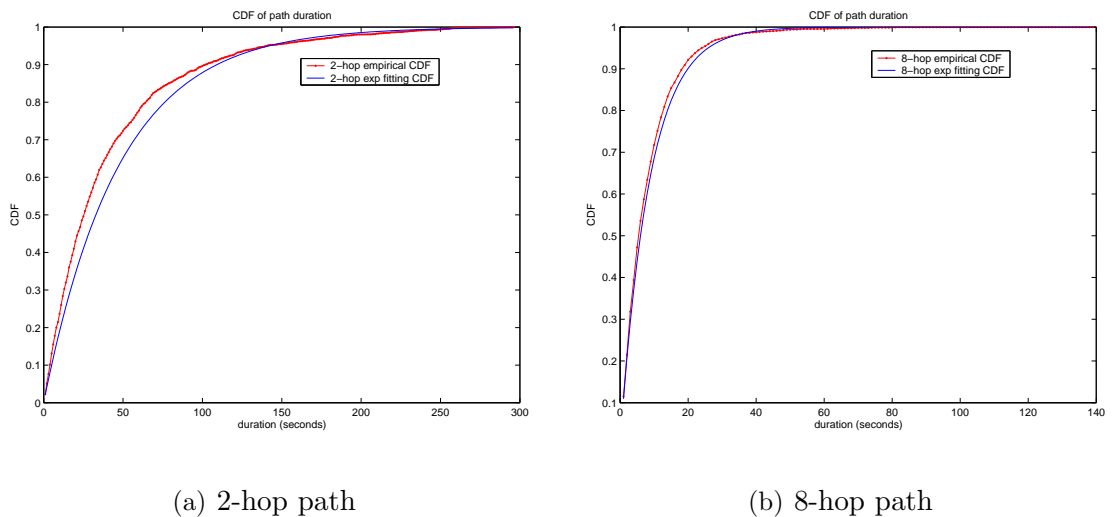 CDF of path duration
1
0.9
0.8
0.7
0.6
0.5
0.4
0.3
0.2
0.1
0
CDF
2-hop empirical CDF
2-hop exp fitting CDF
0 50 100 150 200 250 300
duration (seconds)
(a) 2-hop path
CDF of path duration
1
0.9
0.8
0.7
0.6
0.5
0.4
0.3
0.2
0.1
CDF
8-hop empirical CDF
8-hop exp fitting CDF
0 20 40 60 80 100 120 140
duration (seconds)
(b) 8-hop path